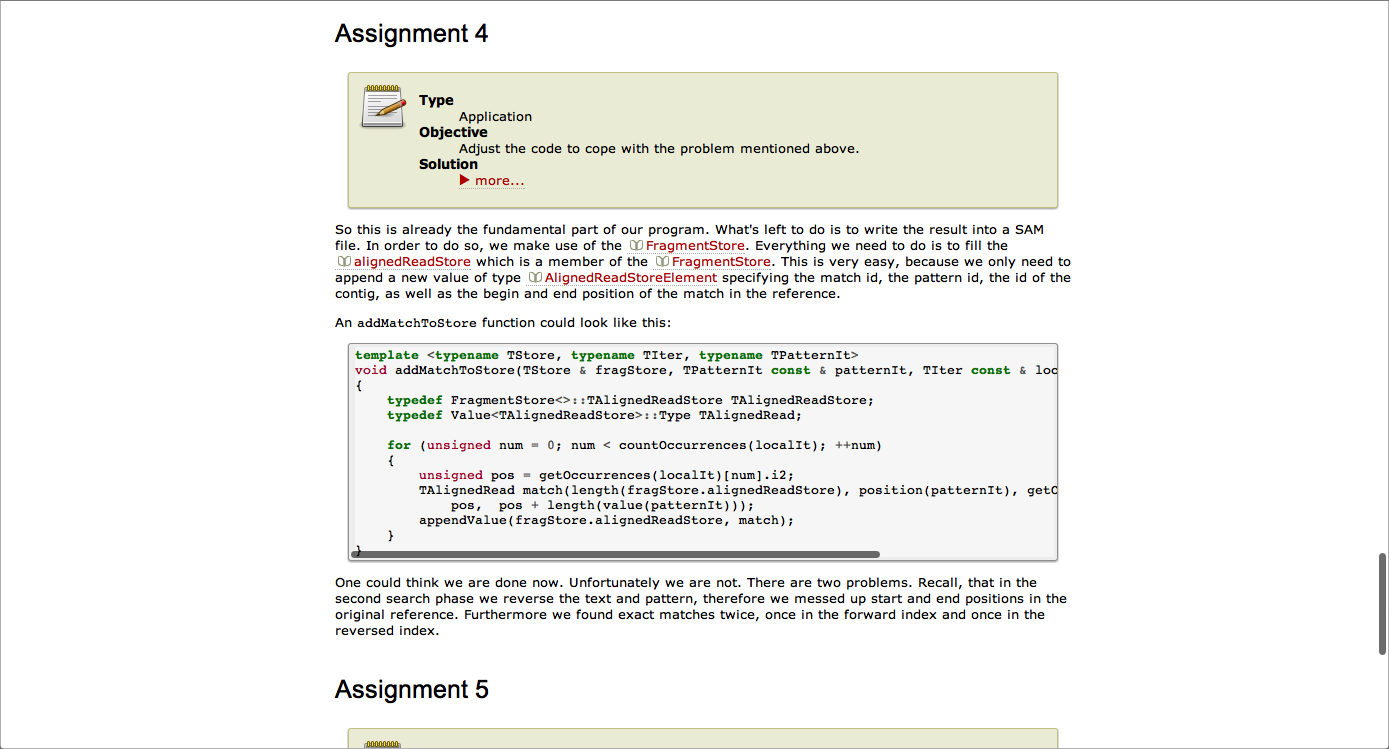 Assignment 4
Type
Application
Objective
Adjust the code to cope with the problem mentioned above.
Solution
more...
So this is already the fundamental part of our program. What's left to do is to write the result into a SAM
file. In order to do so, we make use of the FragmentStore. Everything we need to do is to fill the
alignedReadStore which is a member of the FragmentStore. This is very easy, because we only need to
append a new value of type AlignedReadStoreElement specifying the match id, the pattern id, the id of the
contig, as well as the begin and end position of the match in the reference.
An addMatchToStore function could look like this:
template <typename TStore, typename TIter, typename TPatternIt>
void addMatchToStore(TStore & fragStore, TPatternIt const & patternIt, TIter const & loc
{
    typedef FragmentStore<>::TAlignedReadStore TAlignedReadStore;
    typedef Value<TAlignedReadStore>::Type TAlignedRead;
    for (unsigned num = 0; num < countOccurrences(localIt); ++num)
    {
        unsigned pos = getOccurrences(localIt)[num].i2;
        TAlignedRead match(length(fragStore.alignedReadStore), position(patternIt), getO
            pos,  pos + length(value(patternIt)));
        appendValue(fragStore.alignedReadStore, match);
    }
}
One could think we are done now. Unfortunately we are not. There are two problems. Recall, that in the
second search phase we reverse the text and pattern, therefore we messed up start and end positions in the
original reference. Furthermore we found exact matches twice, once in the forward index and once in the
reversed index.
Assignment 5